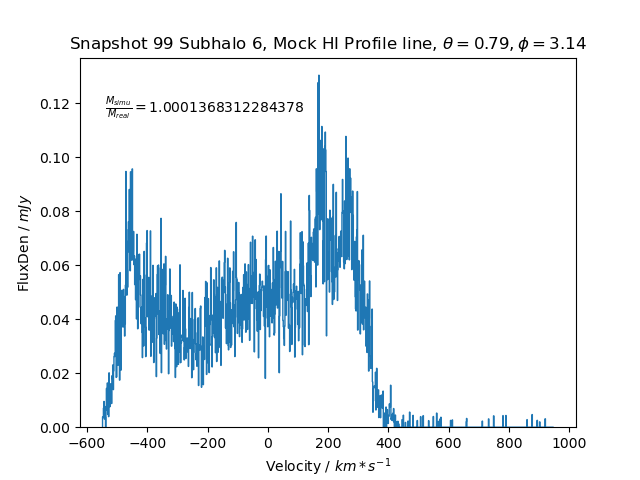 Snapshot 99 Subhalo 6, Mock HI Profile line, θ = 0.79, ϕ = 3.14
M_simu / M_real = 1.0001368312284378
FluxDen / mJy
0.12
0.10
0.08
0.06
0.04
0.02
0.00
−600 −400 −200 0 200 400 600 800 1000
Velocity / km * s⁻¹